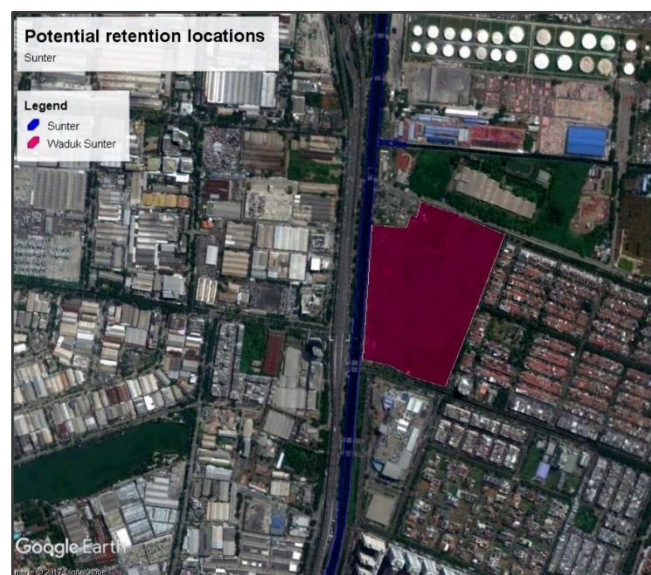 Potential retention locations
Sunter
Legend
Sunter
Waduk Sunter
Google Earth